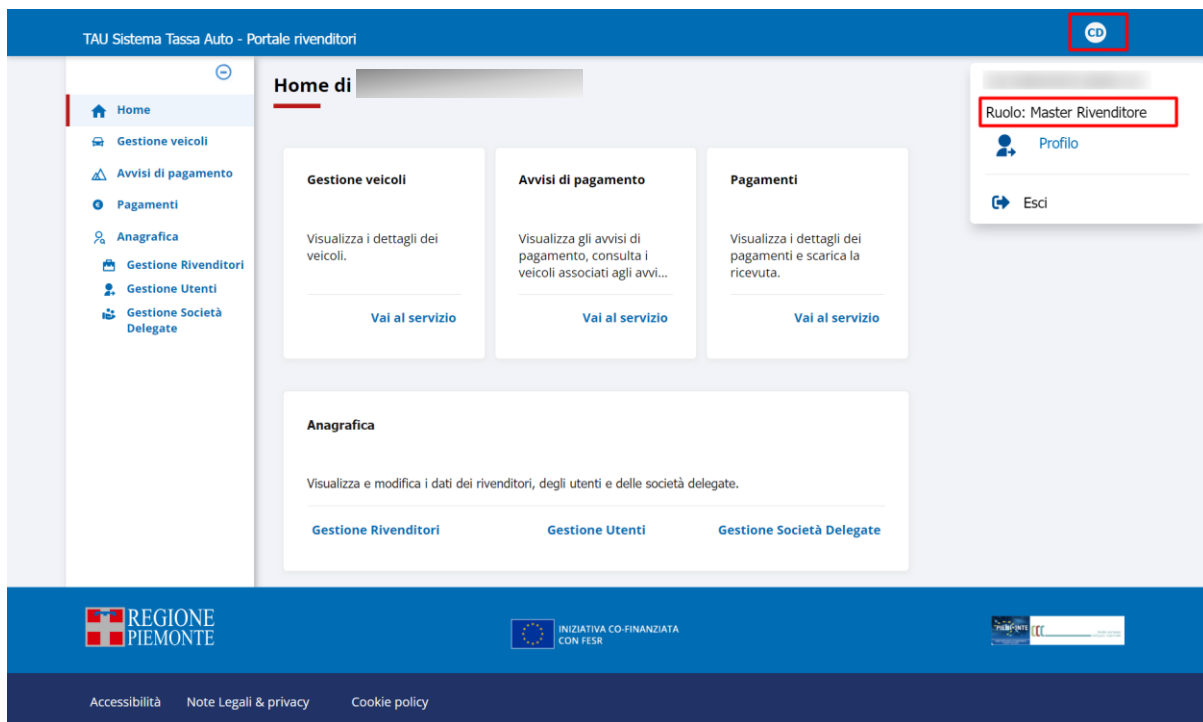 TAU Sistema Tassa Auto - Portale rivenditori
CD
Home
Gestione veicoli
Avvisi di pagamento
Pagamenti
Anagrafica
Gestione Rivenditori
Gestione Utenti
Gestione Società
Delegate
Home di
Gestione veicoli
Visualizza i dettagli dei
veicoli.
Vai al servizio
Avvisi di pagamento
Visualizza gli avvisi di
pagamento, consulta i
veicoli associati agli avvi...
Vai al servizio
Pagamenti
Visualizza i dettagli dei
pagamenti e scarica la
ricevuta.
Vai al servizio
Anagrafica
Visualizza e modifica i dati dei rivenditori, degli utenti e delle società delegate.
Gestione Rivenditori
Gestione Utenti
Gestione Società Delegate
Ruolo: Master Rivenditore
Profilo
Esci
REGIONE
PIEMONTE
INIZIATIVA CO-FINANZIATA
CON FESR
Accessibilità
Note Legali & privacy
Cookie policy